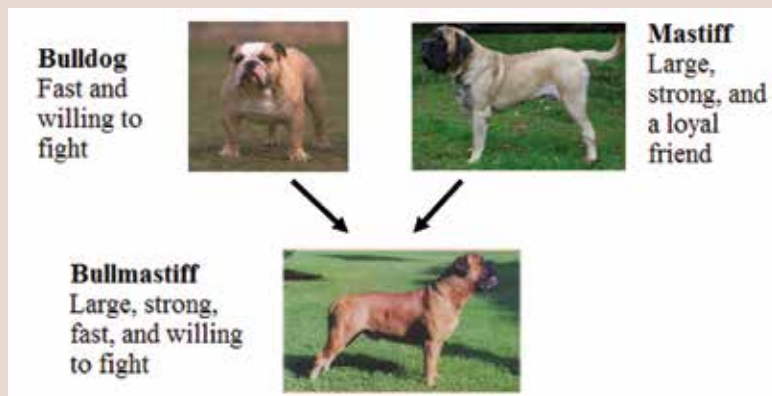 Bulldog
Fast and
willing to
fight
Mastiff
Large,
strong, and
a loyal
friend
Bullmastiff
Large, strong,
fast, and willing
to fight